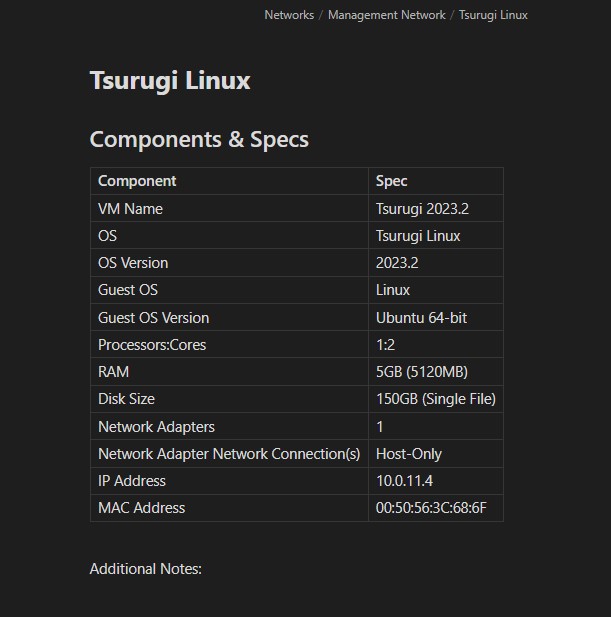 Networks / Management Network / Tsurugi Linux
Tsurugi Linux
Components & Specs
Component Spec
VM Name Tsurugi 2023.2
OS Tsurugi Linux
OS Version 2023.2
Guest OS Linux
Guest OS Version Ubuntu 64-bit
Processors:Cores 1:2
RAM 5GB (5120MB)
Disk Size 150GB (Single File)
Network Adapters 1
Network Adapter Network Connection(s) Host-Only
IP Address 10.0.11.4
MAC Address 00:50:56:3C:68:6F
Additional Notes: